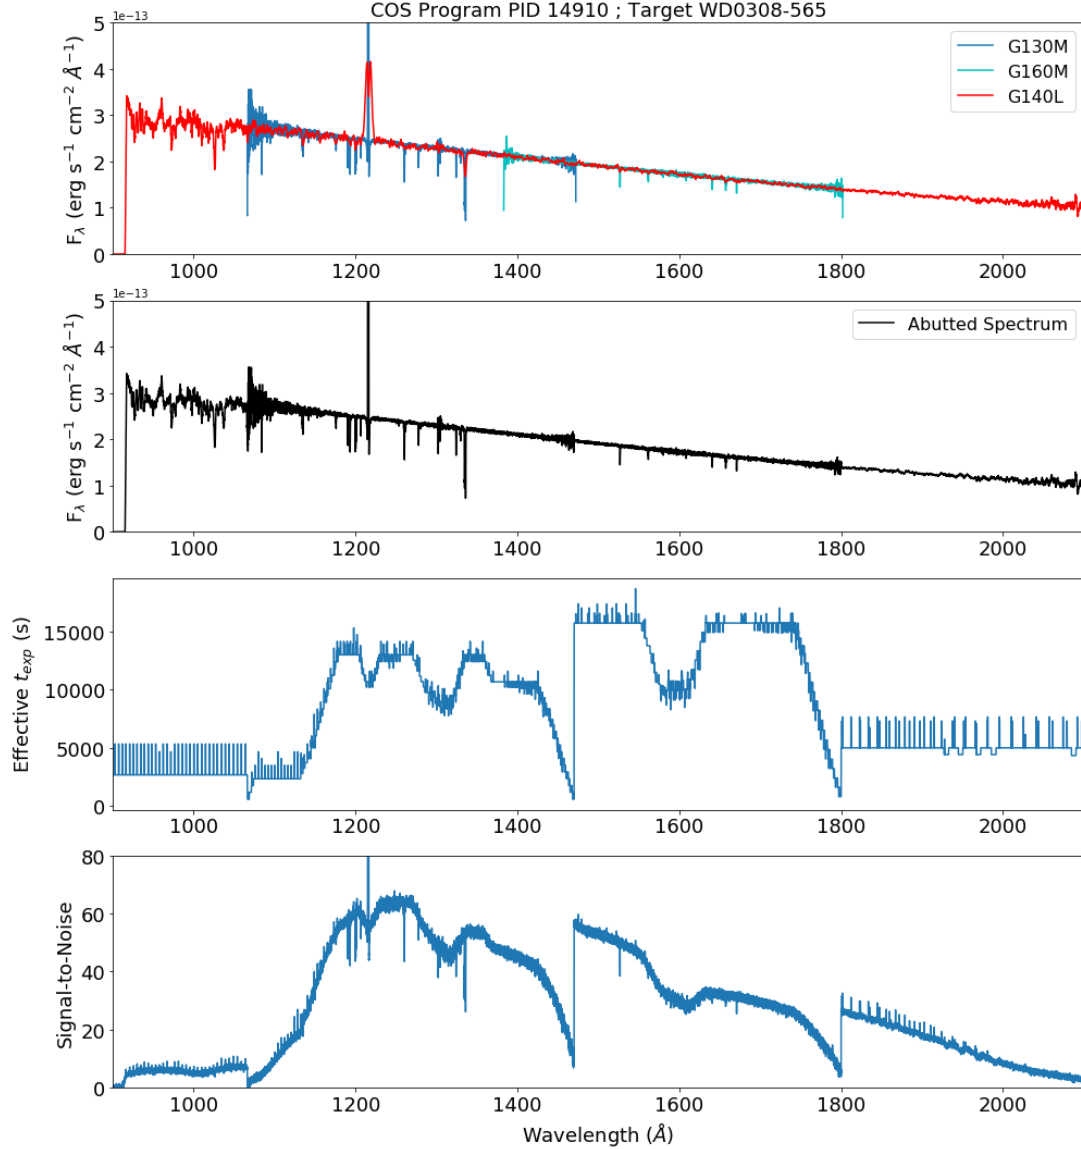 COS Program PID 14910 ; Target WD0308-565
1e-13
5
4
3
2
1
0
F_λ (erg s⁻¹ cm⁻² Å⁻¹)
G130M
G160M
G140L
1000 1200 1400 1600 1800 2000
1e-13
5
4
3
2
1
0
F_λ (erg s⁻¹ cm⁻² Å⁻¹)
Abutted Spectrum
1000 1200 1400 1600 1800 2000
15000
10000
5000
0
Effective t_exp (s)
1000 1200 1400 1600 1800 2000
80
60
40
20
0
Signal-to-Noise
1000 1200 1400 1600 1800 2000
Wavelength (Å)